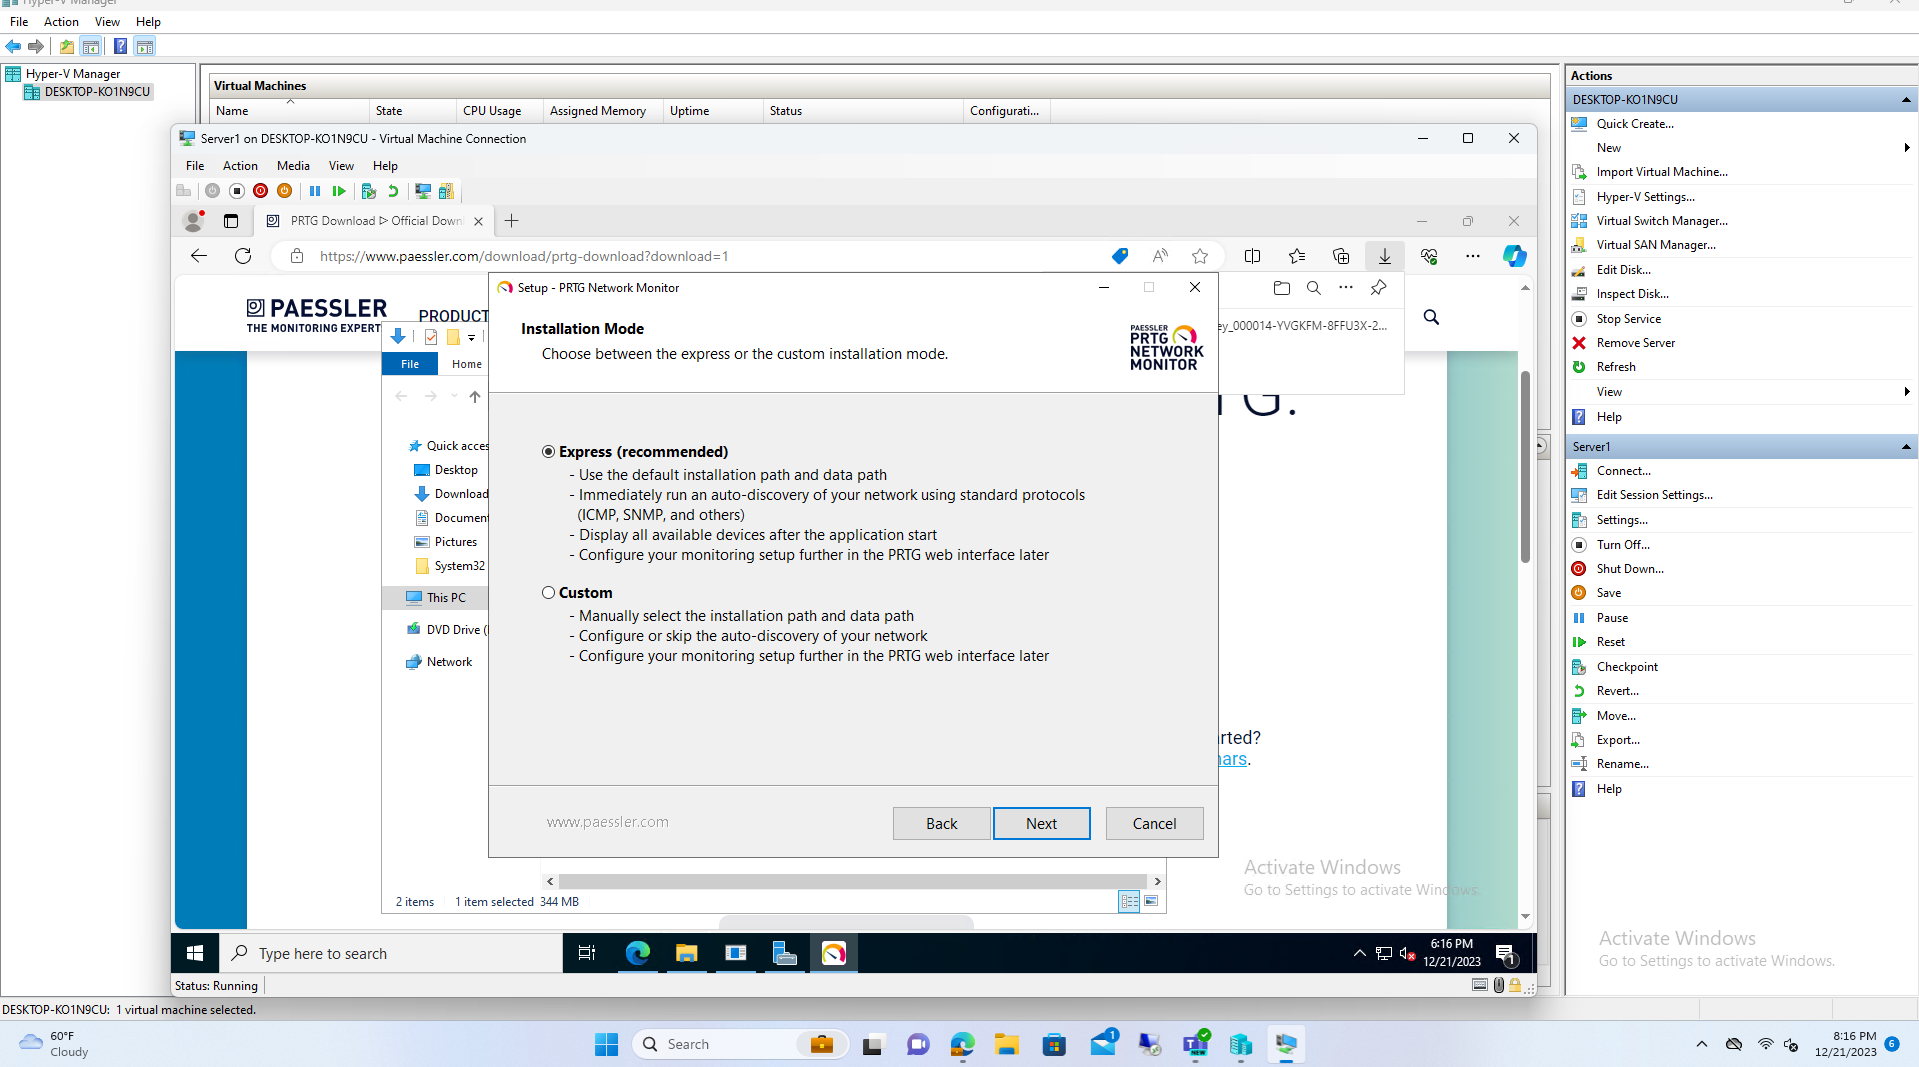 Hyper-V Manager
File Action View Help
Hyper-V Manager
DESKTOP-KO1N9CU
Virtual Machines
Name State CPU Usage Assigned Memory Uptime Status Configurati...
Server1 on DESKTOP-KO1N9CU - Virtual Machine Connection
File Action Media View Help
PRTG Download ᐅ Official Down
https://www.paessler.com/download/prtg-download?download=1
PAESSLER
THE MONITORING EXPERT
PRODUCT
ey_000014-YVGKFM-8FFU3X-2...
File Home
Quick acces
Desktop
Download
Documen
Pictures
System32
This PC
DVD Drive (
Network
2 items 1 item selected 344 MB
Setup - PRTG Network Monitor
Installation Mode
Choose between the express or the custom installation mode.
PAESSLER
PRTG
NETWORK
MONITOR
Express (recommended)
- Use the default installation path and data path
- Immediately run an auto-discovery of your network using standard protocols
(ICMP, SNMP, and others)
- Display all available devices after the application start
- Configure your monitoring setup further in the PRTG web interface later
Custom
- Manually select the installation path and data path
- Configure or skip the auto-discovery of your network
- Configure your monitoring setup further in the PRTG web interface later
www.paessler.com
Back Next Cancel
TG.
rted?
nars.
Activate Windows
Go to Settings to activate Windows.
Type here to search
6:16 PM
12/21/2023
1
Status: Running
Actions
DESKTOP-KO1N9CU
Quick Create...
New
Import Virtual Machine...
Hyper-V Settings...
Virtual Switch Manager...
Virtual SAN Manager...
Edit Disk...
Inspect Disk...
Stop Service
Remove Server
Refresh
View
Help
Server1
Connect...
Edit Session Settings...
Settings...
Turn Off...
Shut Down...
Save
Pause
Reset
Checkpoint
Revert...
Move...
Export...
Rename...
Help
Activate Windows
Go to Settings to activate Windows.
DESKTOP-KO1N9CU: 1 virtual machine selected.
60°F
Cloudy
Search
1
NEW
8:16 PM
12/21/2023
6